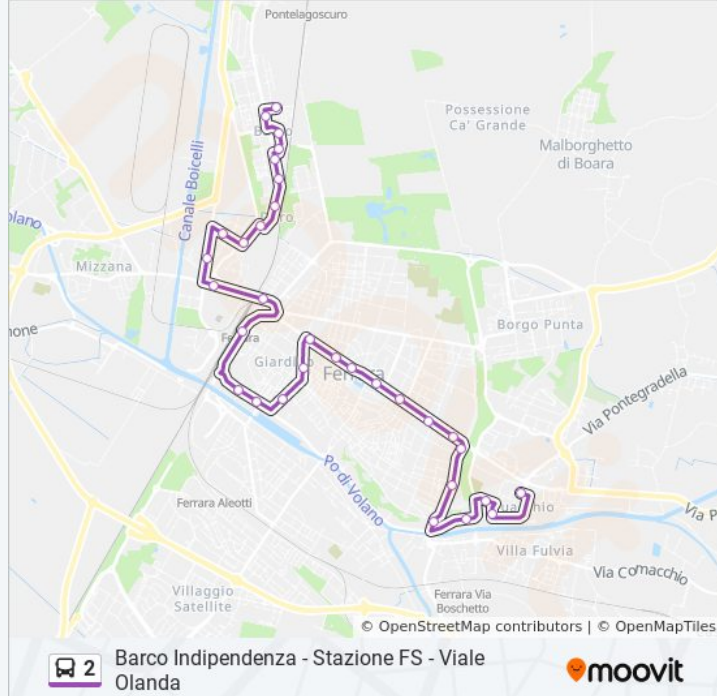 Pontelagoscuro
Possessione
Ca' Grande
Malborghetto
di Boara
Canale Boicelli
Mizzana
Borgo Punta
Giardino
Ferrara
Via Pontegradella
Po di Volano
Ferrara Aleotti
Villa Fulvia
Via Comacchio
Ferrara Via
Boschetto
Villaggio
Satellite
© OpenStreetMap contributors | © OpenMapTiles
2
Barco Indipendenza - Stazione FS - Viale
Olanda
moovit